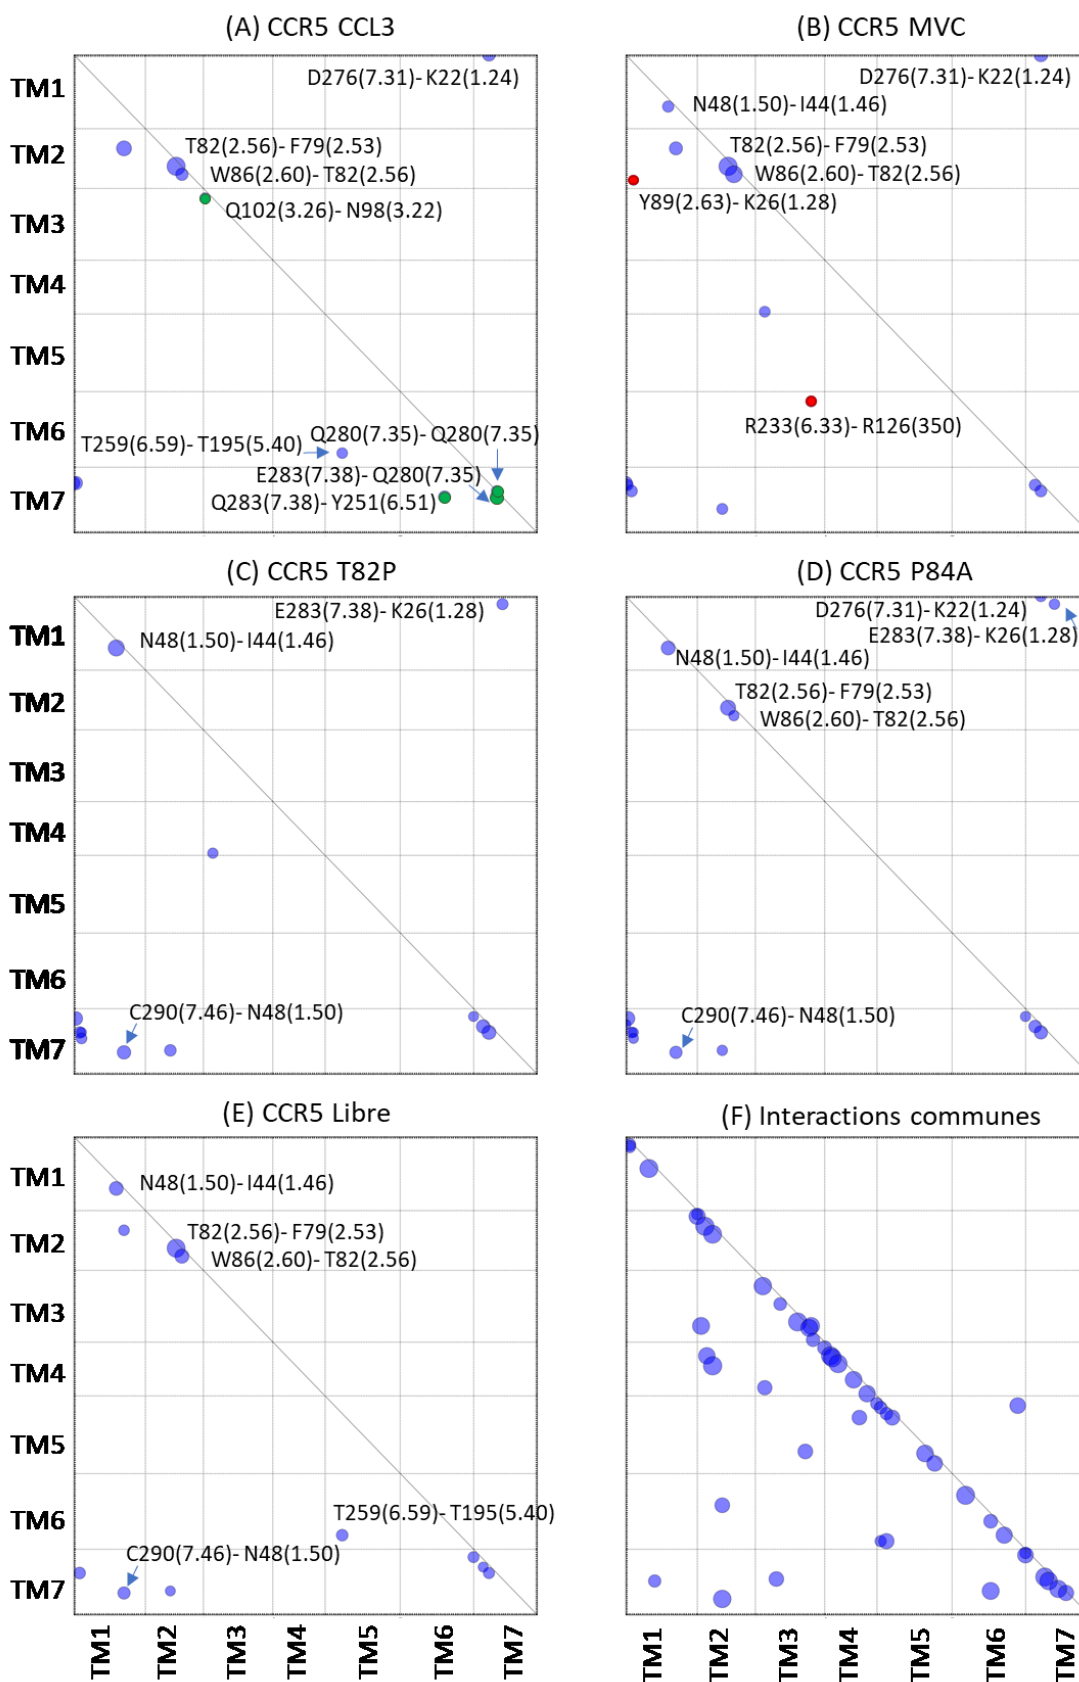 (A) CCR5 CCL3
(B) CCR5 MVC
TM1
D276(7.31)- K22(1.24)
D276(7.31)- K22(1.24)
N48(1.50)- I44(1.46)
TM2
T82(2.56)- F79(2.53)
W86(2.60)- T82(2.56)
T82(2.56)- F79(2.53)
W86(2.60)- T82(2.56)
TM3
Q102(3.26)- N98(3.22)
Y89(2.63)- K26(1.28)
TM4
TM5
TM6
T259(6.59)- T195(5.40)
Q280(7.35)- Q280(7.35)
R233(6.33)- R126(350)
TM7
E283(7.38)- Q280(7.35)
Q283(7.38)- Y251(6.51)
(C) CCR5 T82P
(D) CCR5 P84A
TM1
E283(7.38)- K26(1.28)
N48(1.50)- I44(1.46)
D276(7.31)- K22(1.24)
E283(7.38)- K26(1.28)
N48(1.50)- I44(1.46)
TM2
T82(2.56)- F79(2.53)
W86(2.60)- T82(2.56)
TM3
TM4
TM5
TM6
TM7
C290(7.46)- N48(1.50)
C290(7.46)- N48(1.50)
(E) CCR5 Libre
(F) Interactions communes
TM1
N48(1.50)- I44(1.46)
TM2
T82(2.56)- F79(2.53)
W86(2.60)- T82(2.56)
TM3
TM4
TM5
TM6
T259(6.59)- T195(5.40)
TM7
C290(7.46)- N48(1.50)
TM1
TM2
TM3
TM4
TM5
TM6
TM7
TM1
TM2
TM3
TM4
TM5
TM6
TM7